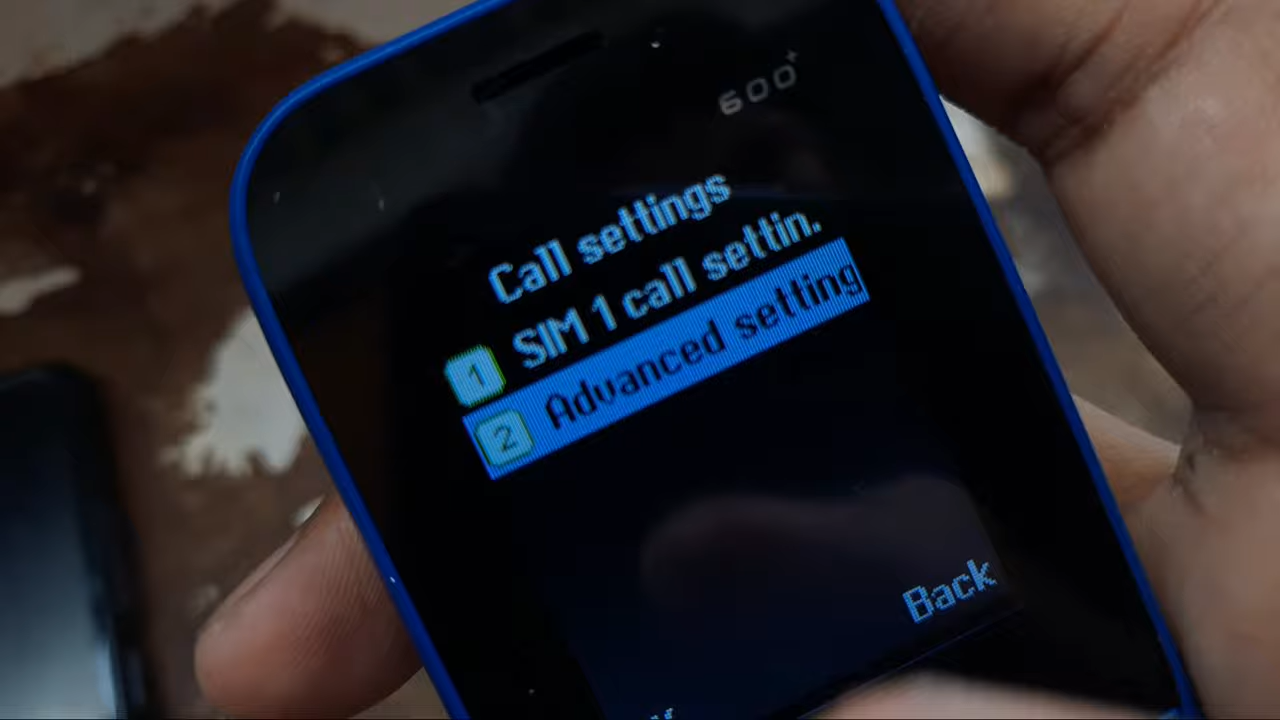 600+
Call settings
1 SIM 1 call settin.
2 Advanced setting
Back